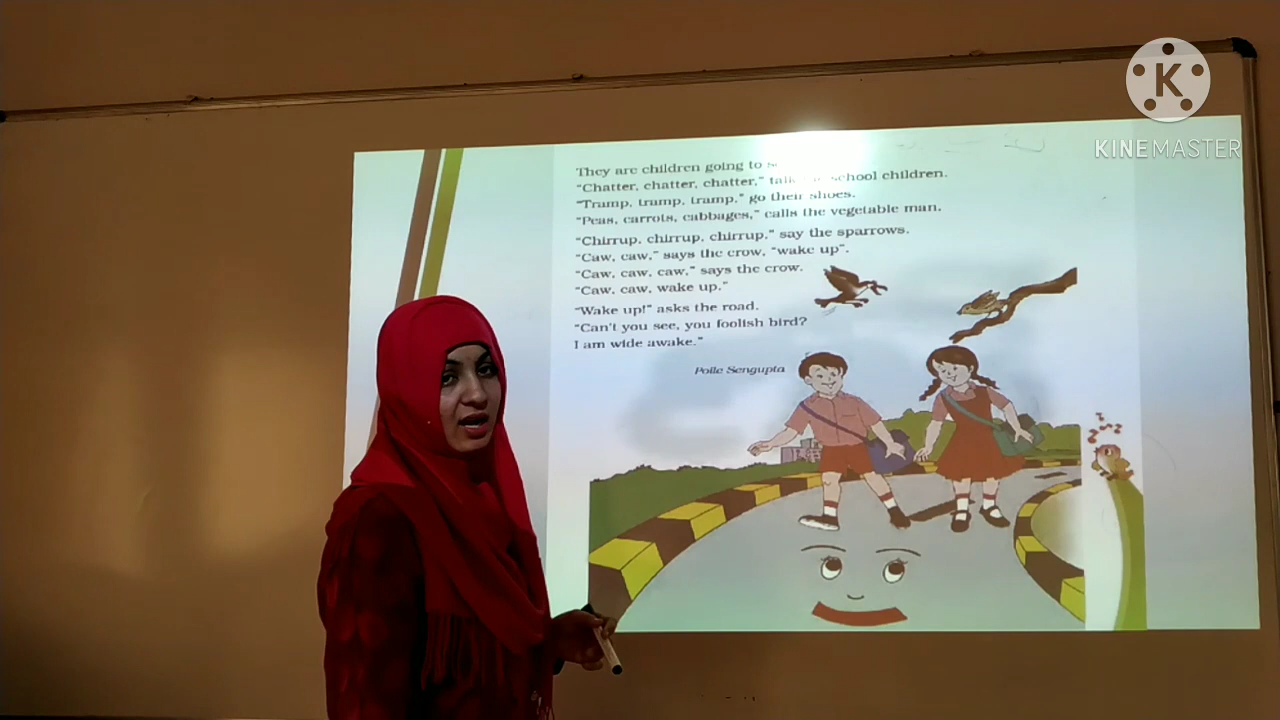 They are children going to
"Chatter, chatter, chatter," school children.
"Tramp, tramp, tramp," go their shoes.
"Peas, carrots, cabbages," calls the vegetable man.
"Chirrup, chirrup, chirrup," say the sparrows.
"Caw, caw," says the crow, "wake up".
"Caw, caw, caw," says the crow.
"Caw, caw, wake up."
"Wake up!" asks the road.
"Can't you see, you foolish bird?
I am wide awake."
Poile Sengupta
K
KINEMASTER